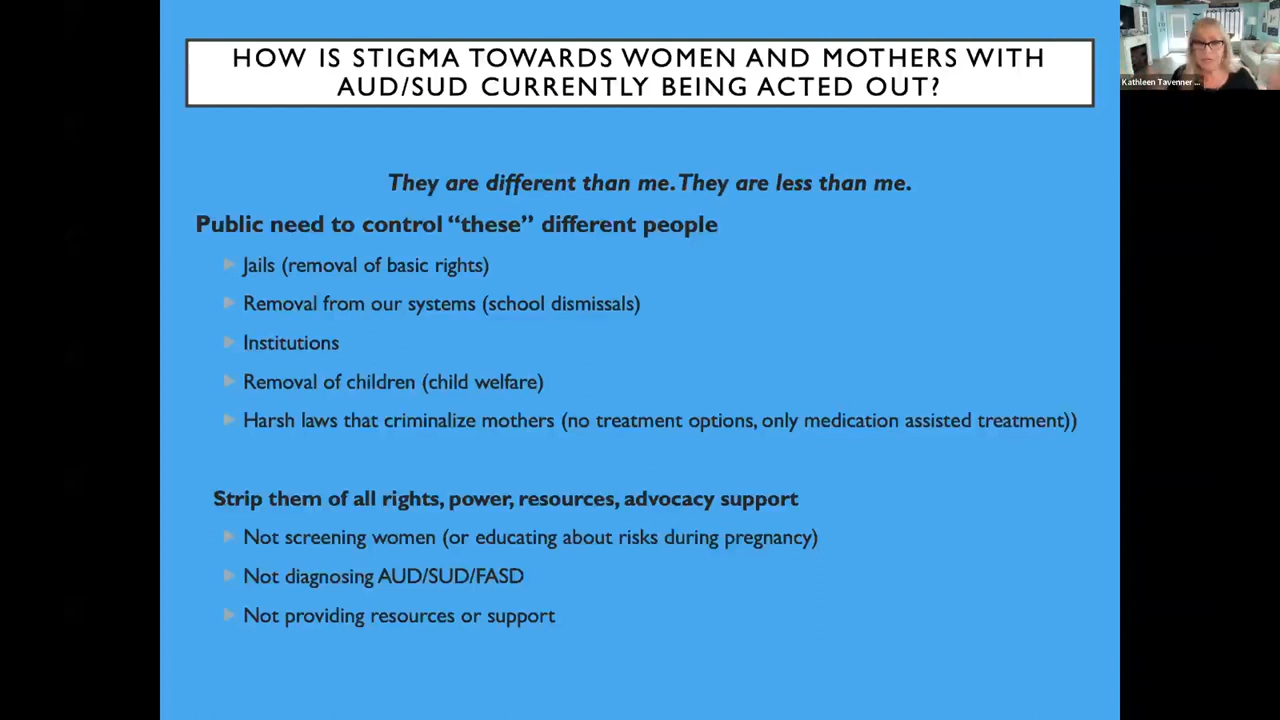 HOW IS STIGMA TOWARDS WOMEN AND MOTHERS WITH
AUD/SUD CURRENTLY BEING ACTED OUT?
Kathleen Tavenner ...
They are different than me. They are less than me.
Public need to control “these” different people
Jails (removal of basic rights)
Removal from our systems (school dismissals)
Institutions
Removal of children (child welfare)
Harsh laws that criminalize mothers (no treatment options, only medication assisted treatment))
Strip them of all rights, power, resources, advocacy support
Not screening women (or educating about risks during pregnancy)
Not diagnosing AUD/SUD/FASD
Not providing resources or support